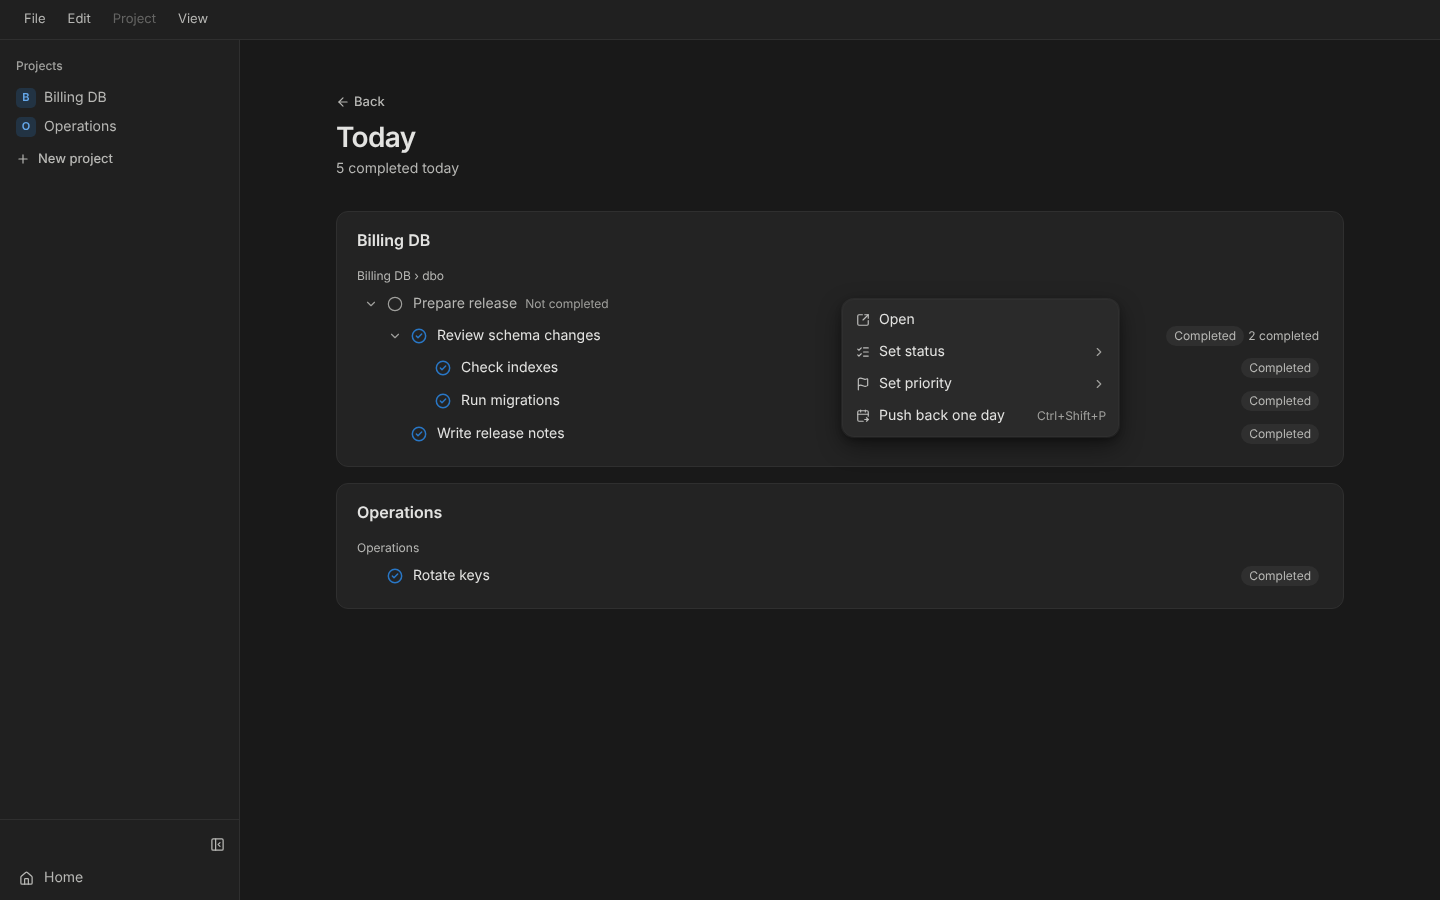 File Edit Project View
Projects
B Billing DB
O Operations
New project
Home
Back
Today
5 completed today
Billing DB
Billing DB › dbo
Prepare release Not completed
Review schema changes Completed 2 completed
Check indexes Completed
Run migrations Completed
Write release notes Completed
Open
Set status
Set priority
Push back one day Ctrl+Shift+P
Operations
Operations
Rotate keys Completed